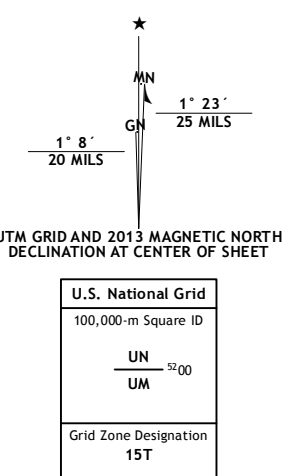 ★
MN
1° 23´
25 MILS
GN
1° 8´
20 MILS
UTM GRID AND 2013 MAGNETIC NORTH
DECLINATION AT CENTER OF SHEET
U.S. National Grid
100,000-m Square ID
UN
5200
UM
Grid Zone Designation
15T